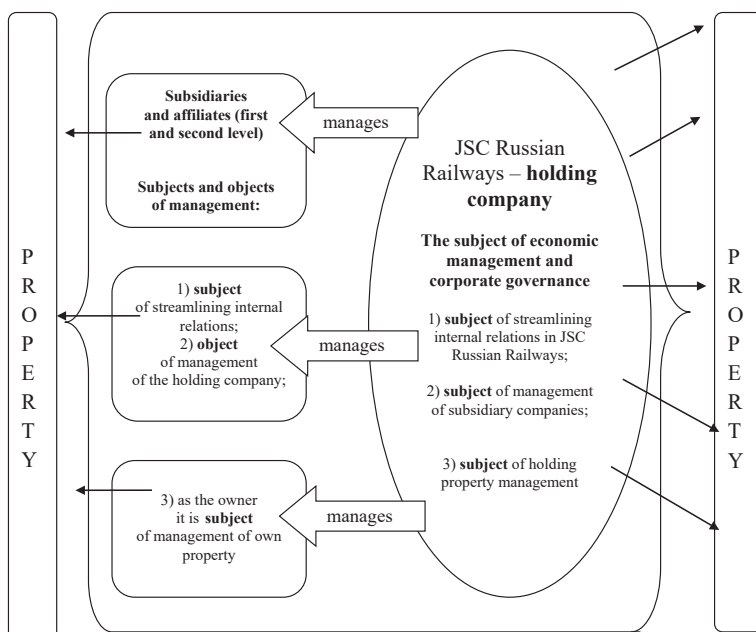 P
R
O
P
E
R
T
Y
Subsidiaries
and affiliates (first
and second level)
Subjects and objects
of management:
1) subject
of streamlining internal
relations;
2) object
of management
of the holding company;
3) as the owner
it is subject
of management of own
property
manages
manages
manages
JSC Russian
Railways – holding
company
The subject of economic
management and
corporate governance
1) subject of streamlining
internal relations in JSC
Russian Railways;
2) subject of management
of subsidiary companies;
3) subject of holding
property management
P
R
O
P
E
R
T
Y